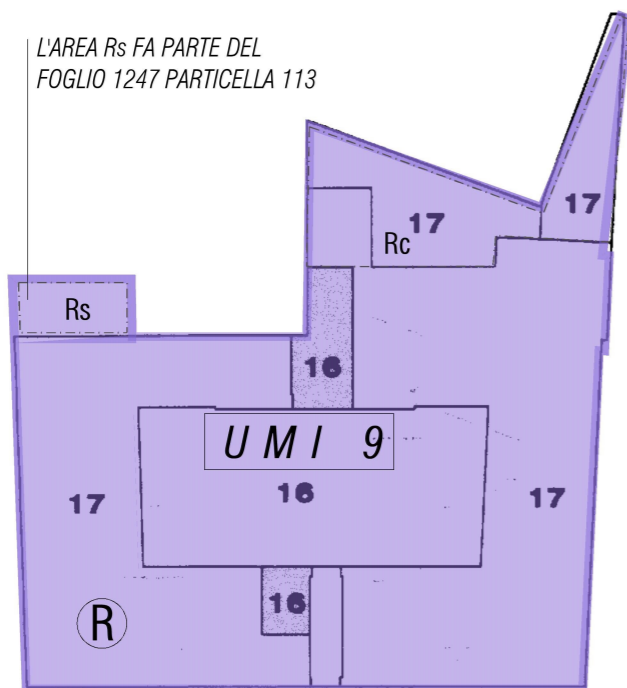 L'AREA Rs FA PARTE DEL
FOGLIO 1247 PARTICELLA 113
17
17
Rc
Rs
16
UMI 9
16
17
17
16
R